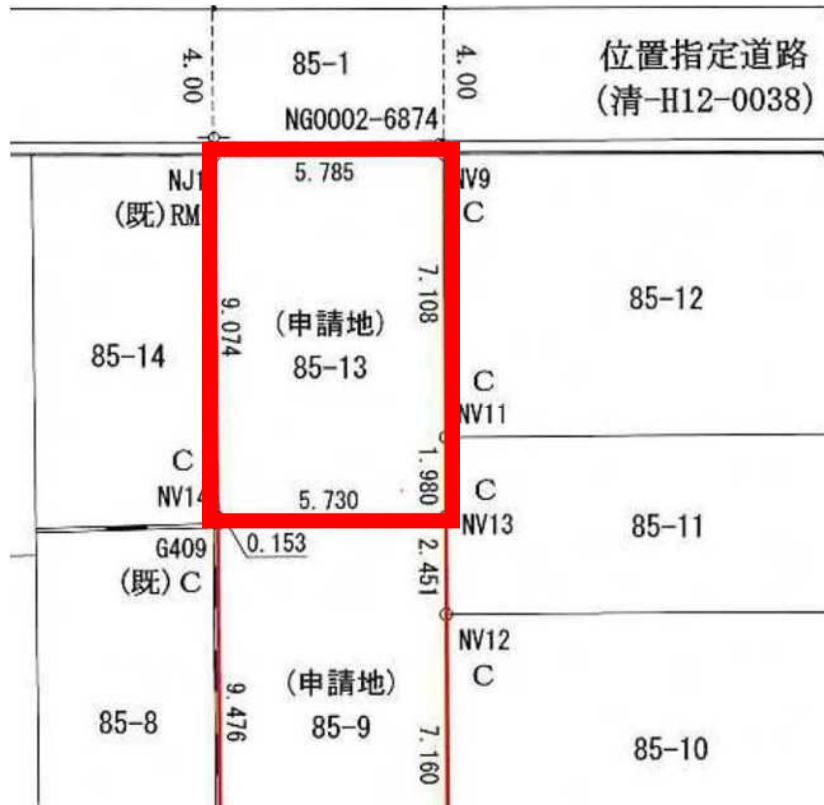 4.00
85-1
4.00
位置指定道路
(清-H12-0038)
NG0002-6874
NJ1
5.785
NV9
(既)RM
C
7.108
9.074
(申請地)
85-12
85-14
85-13
C
NV11
C
1.980
C
NV14
5.730
NV13
85-11
G409
0.153
(既)C
2.451
NV12
C
(申請地)
9.476
85-8
85-9
7.160
85-10